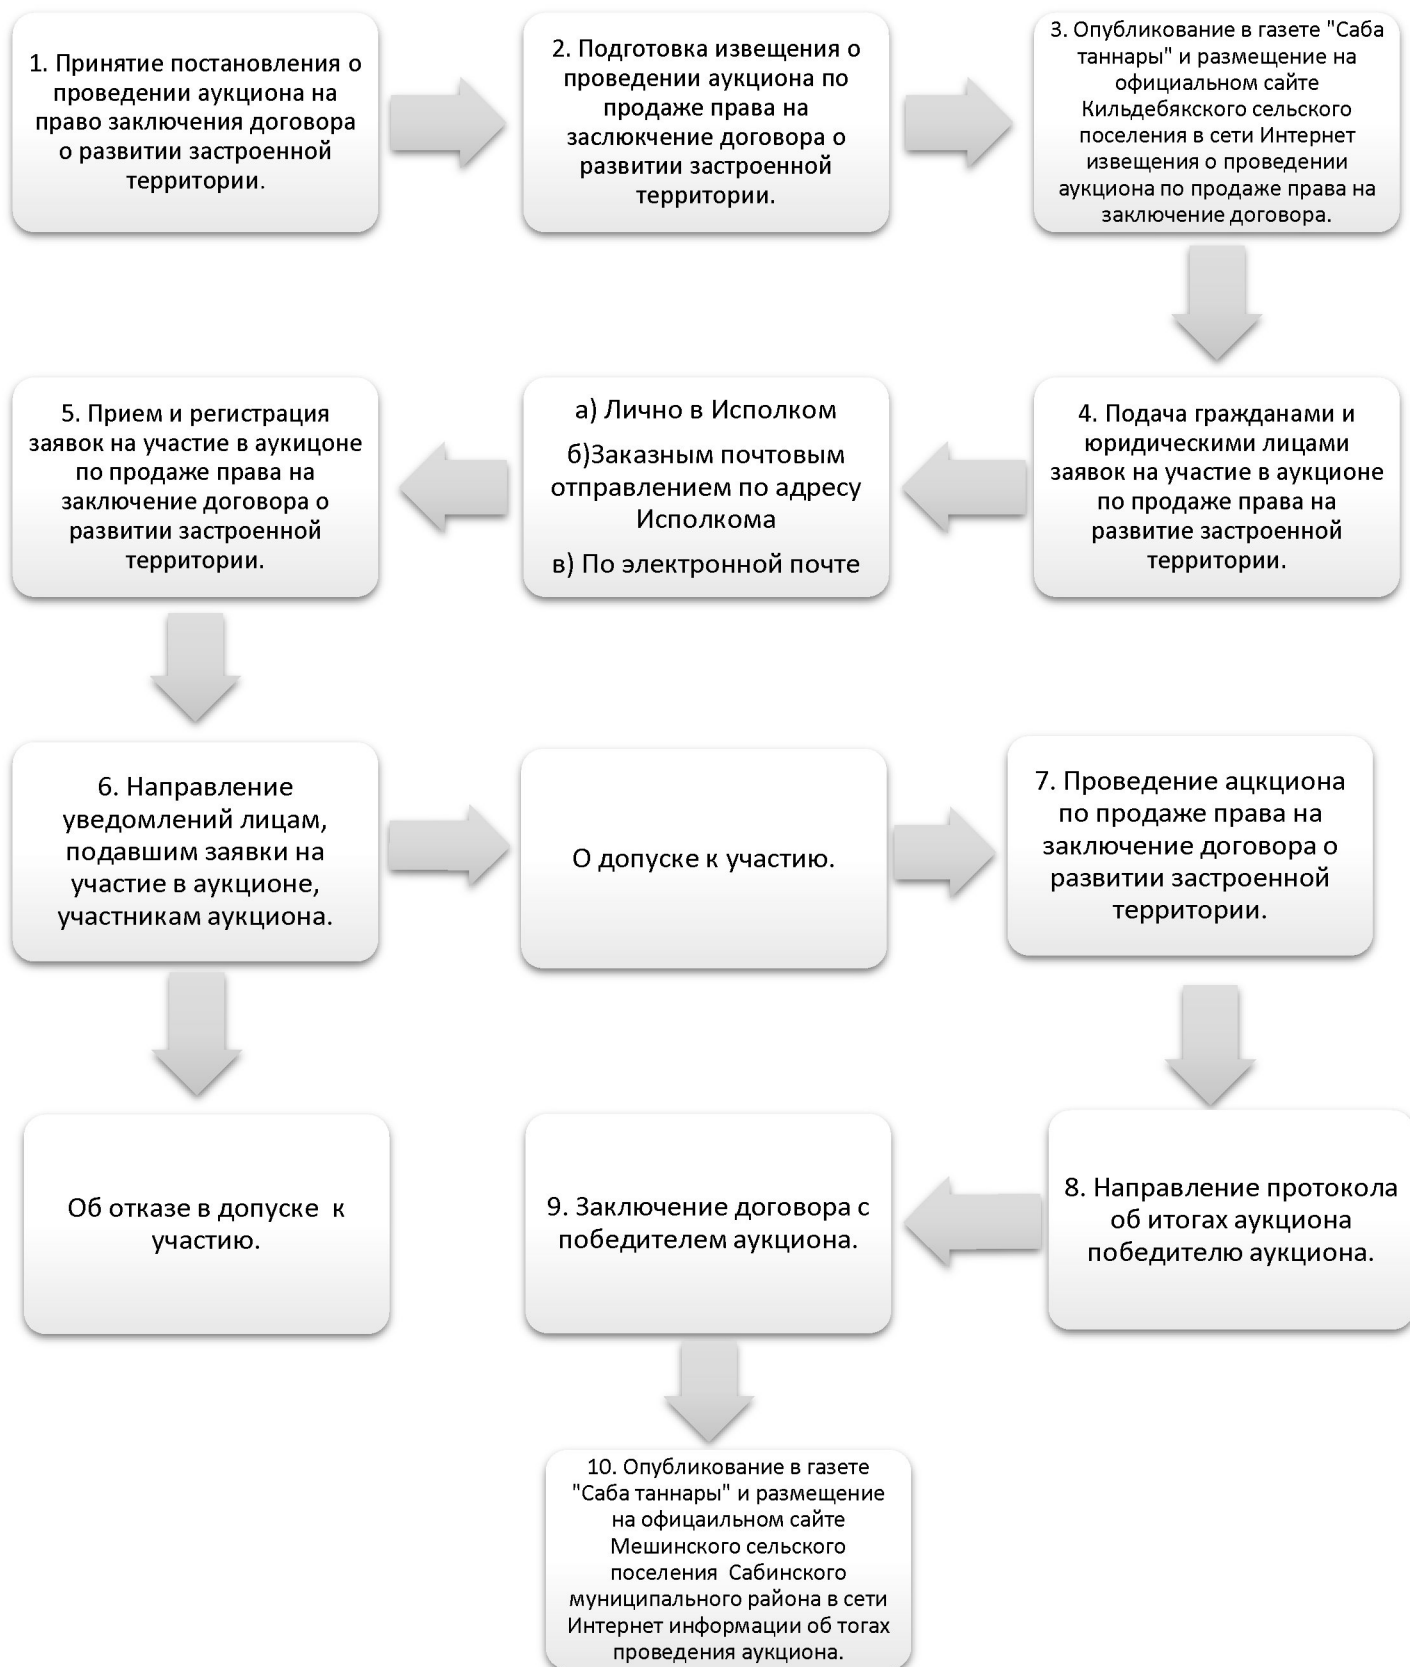 1. Принятие постановления о
проведении аукциона на
право заключения договора
о развитии застроенной
территории.
2. Подготовка извещения о
проведении аукциона по
продаже права на
заслюкчение договора о
развитии застроенной
территории.
3. Опубликование в газете "Саба
таннары" и размещение на
официальном сайте
Кильдебякского сельского
поселения в сети Интернет
извещения о проведении
аукциона по продаже права на
заключение договора.
4. Подача гражданами и
юридическими лицами
заявок на участие в аукционе
по продаже права на
развитие застроенной
территории.
а) Лично в Исполком
б)Заказным почтовым
отправлением по адресу
Исполкома
в) По электронной почте
5. Прием и регистрация
заявок на участие в аукицоне
по продаже права на
заключение договора о
развитии застроенной
территории.
6. Направление
уведомлений лицам,
подавшим заявки на
участие в аукционе,
участникам аукциона.
О допуске к участию.
7. Проведение ацкциона
по продаже права на
заключение договора о
развитии застроенной
территории.
Об отказе в допуске  к
участию.
8. Направление протокола
об итогах аукциона
победителю аукциона.
9. Заключение договора с
победителем аукциона.
10. Опубликование в газете
"Саба таннары" и размещение
на офицаильном сайте
Мешинского сельского
поселения  Сабинского
муниципального района в сети
Интернет информации об тогах
проведения аукциона.